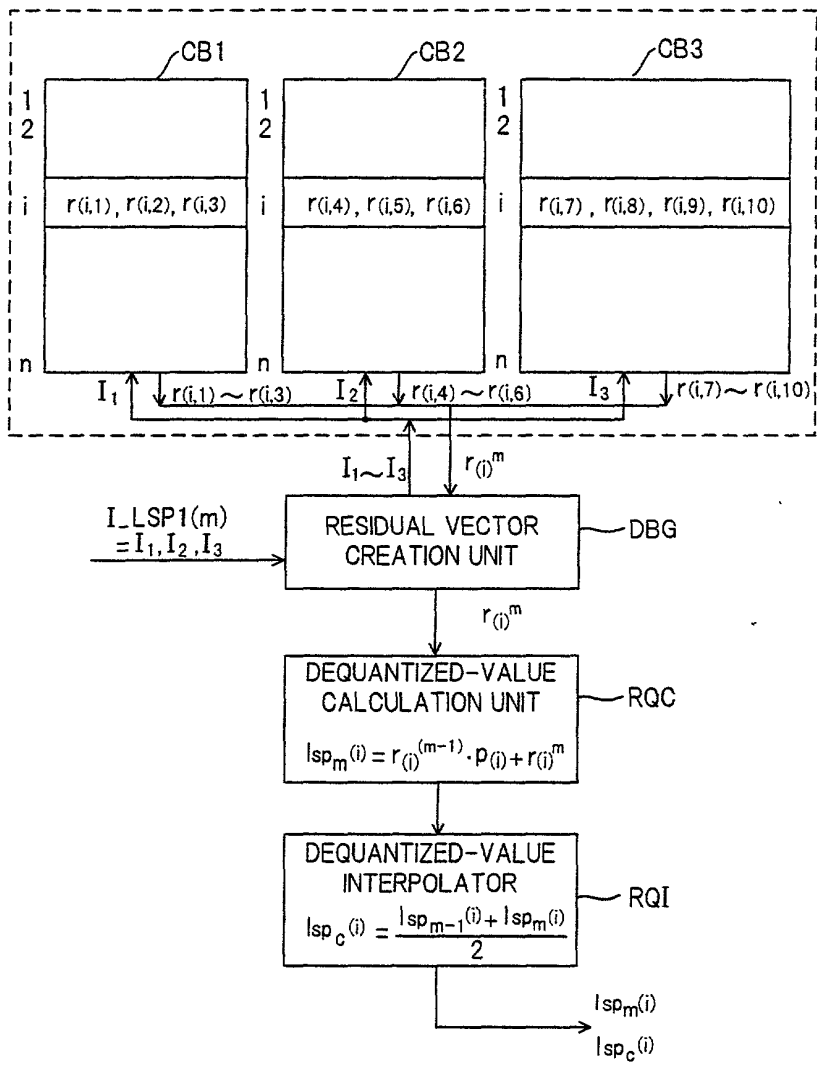 CB1 CB2 CB3
1 1 1
2 2 2
i r(i,1), r(i,2), r(i,3) i r(i,4), r(i,5), r(i,6) i r(i,7), r(i,8), r(i,9), r(i,10)
n n n
I₁ r(i,1)~r(i,3) I₂ r(i,4)~r(i,6) I₃ r(i,7)~r(i,10)
I₁~I₃ r(i)ᵐ
I_LSP1(m)
=I₁,I₂,I₃
RESIDUAL VECTOR
CREATION UNIT
DBG
r(i)ᵐ
DEQUANTIZED-VALUE
CALCULATION UNIT
RQC
lspₘ(i)=r(i)⁽ᵐ⁻¹⁾·p(i)+r(i)ᵐ
DEQUANTIZED-VALUE
INTERPOLATOR
RQI
lsp_c(i)=(lspₘ₋₁(i)+lspₘ(i))/2
lspₘ(i)
lsp_c(i)